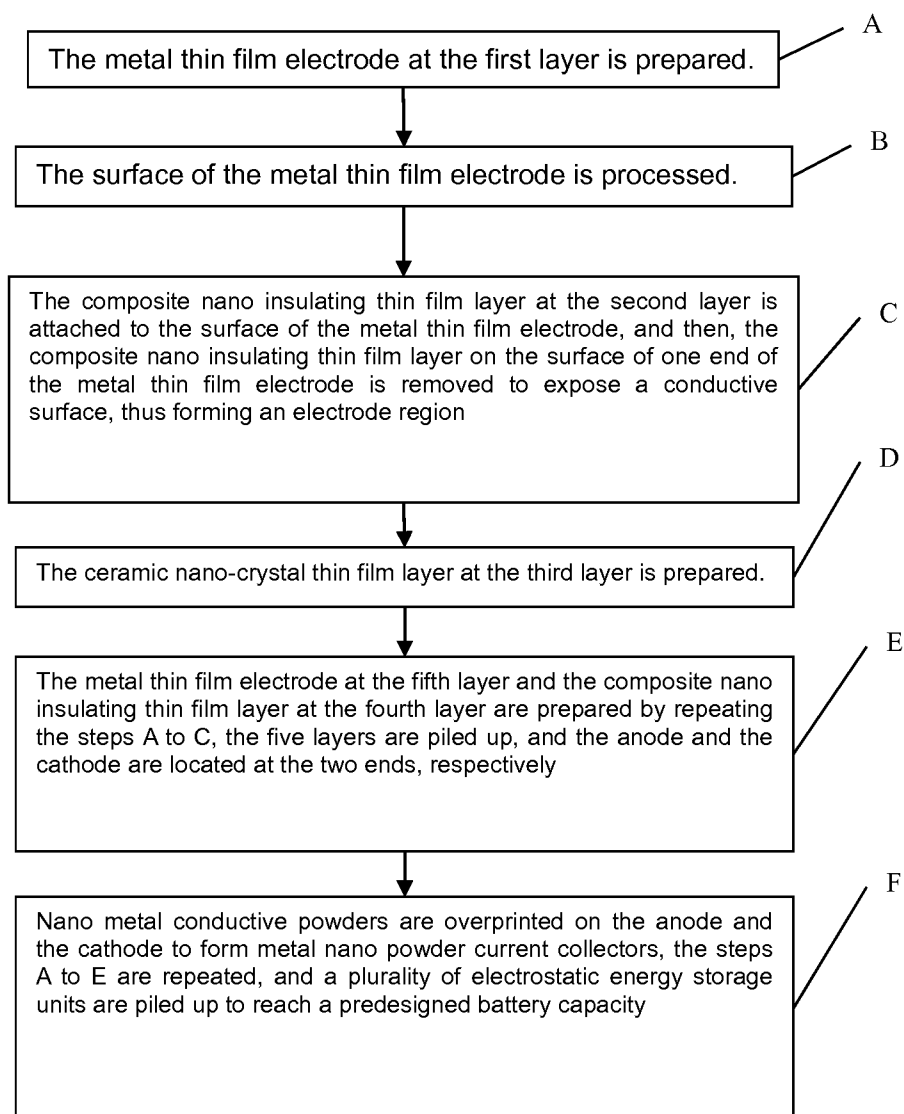 A
The metal thin film electrode at the first layer is prepared.
B
The surface of the metal thin film electrode is processed.
C
The composite nano insulating thin film layer at the second layer is
attached to the surface of the metal thin film electrode, and then, the
composite nano insulating thin film layer on the surface of one end of
the metal thin film electrode is removed to expose a conductive
surface, thus forming an electrode region
D
The ceramic nano-crystal thin film layer at the third layer is prepared.
E
The metal thin film electrode at the fifth layer and the composite nano
insulating thin film layer at the fourth layer are prepared by repeating
the steps A to C, the five layers are piled up, and the anode and the
cathode are located at the two ends, respectively
F
Nano metal conductive powders are overprinted on the anode and
the cathode to form metal nano powder current collectors, the steps
A to E are repeated, and a plurality of electrostatic energy storage
units are piled up to reach a predesigned battery capacity